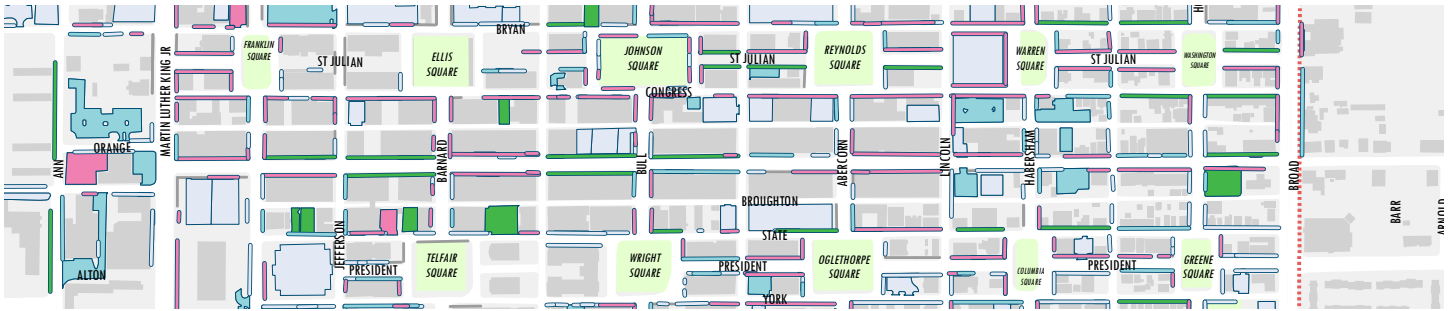 HI
BRYAN
MARTIN LUTHER KING JR
FRANKLIN
SQUARE
ST JULIAN
ELLIS
SQUARE
JOHNSON
SQUARE
ST JULIAN
REYNOLDS
SQUARE
WARREN
SQUARE
ST JULIAN
WASHINGTON
SQUARE
CONGRESS
ANN
ORANGE
BARNARD
BULL
ABERCORN
LINCOLN
HABERSHAM
BROAD
BROUGHTON
BARR
ARNOLD
STATE
JEFFERSON
ALTON
PRESIDENT
TELFAIR
SQUARE
WRIGHT
SQUARE
PRESIDENT
OGLETHORPE
SQUARE
COLUMBIA
SQUARE
PRESIDENT
GREENE
SQUARE
YORK